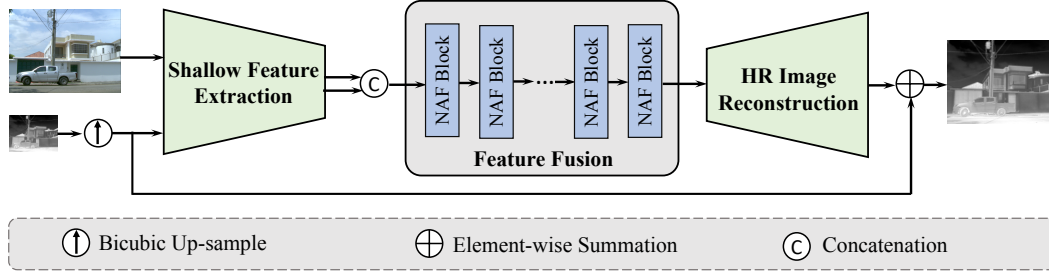 Shallow Feature
Extraction
C
NAF Block
NAF Block
...
NAF Block
NAF Block
Feature Fusion
HR Image
Reconstruction
Bicubic Up-sample
Element-wise Summation
C
Concatenation